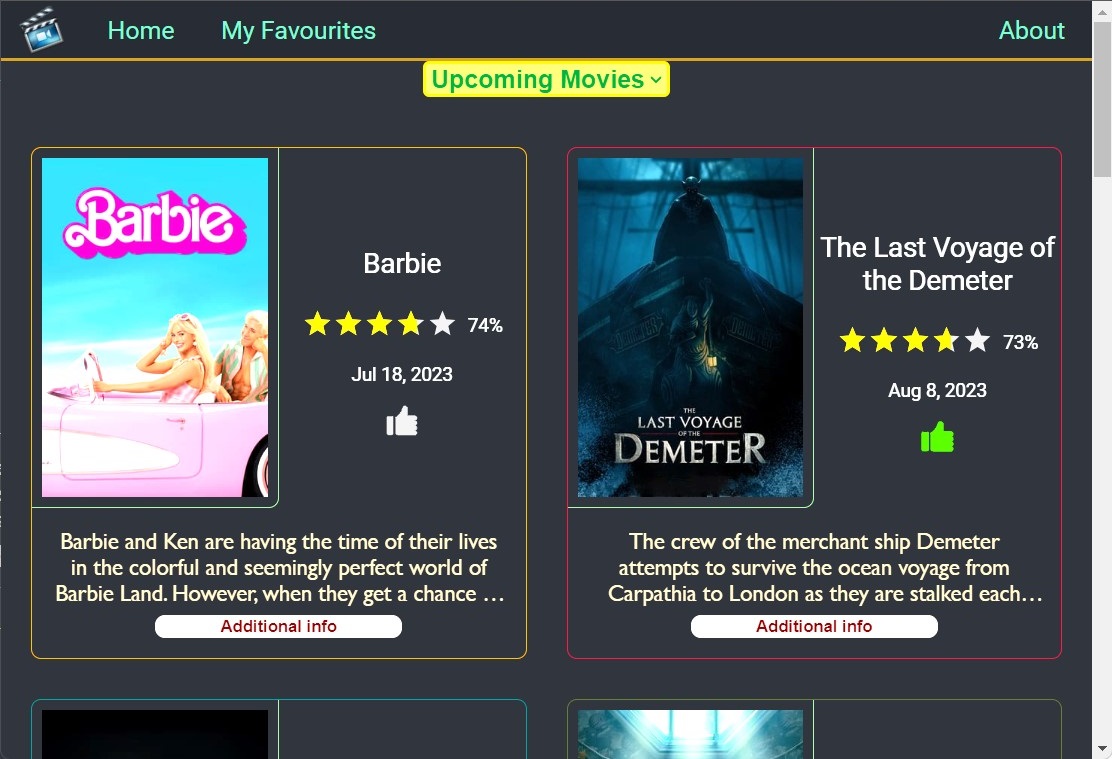 Home
My Favourites
About
Upcoming Movies
Barbie
Barbie
74%
Jul 18, 2023
Barbie and Ken are having the time of their lives
in the colorful and seemingly perfect world of
Barbie Land. However, when they get a chance …
Additional info
THE
LAST VOYAGE
OF THE
DEMETER
The Last Voyage of
the Demeter
73%
Aug 8, 2023
The crew of the merchant ship Demeter
attempts to survive the ocean voyage from
Carpathia to London as they are stalked each…
Additional info